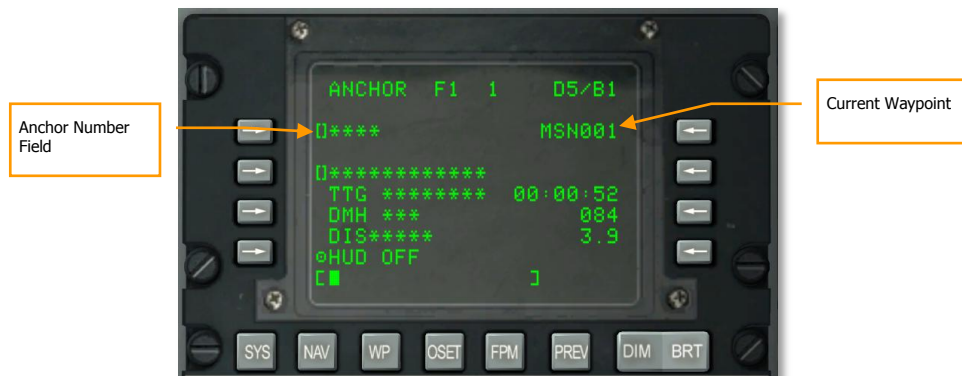 ANCHOR F1 1 D5/B1
Anchor Number
Field
Current Waypoint
[]**** MSN001
[]*************
TTG ******** 00:00:52
DMH *** 084
DIS***** 3.9
⊙HUD OFF
[█ ]
SYS NAV WP OSET FPM PREV DIM BRT